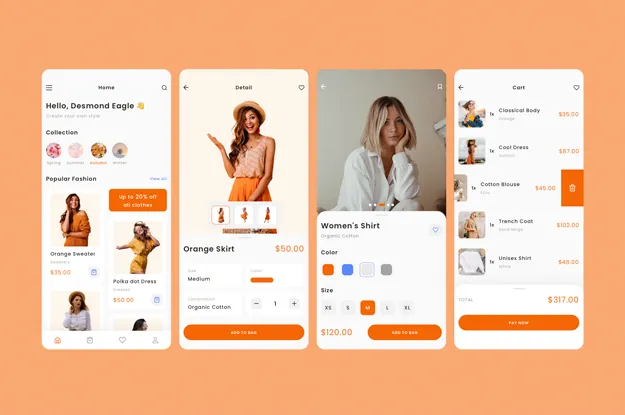 Home
Hello, Desmond Eagle 👋
Create your own style
Collection
spring
summer
autumn
winter
Popular Fashion
View all
up to 20% off
all clothes
Orange Sweater
Sweaters
$35.00
Polka dot Dress
Dresses
$50.00
Detail
Orange Skirt
$50.00
Size
Medium
Color
Composition
Organic Cotton
1
ADD TO BAG
Women's Shirt
Organic Cotton
Color
Size
XS
S
M
L
XL
$120.00
ADD TO BAG
Cart
1x
Classical Body
Orange
$35.00
1x
Cool Dress
$87.00
1x
Cotton Blouse
$45.00
1x
Trench Coat
$102.00
1x
Unisex Shirt
White
$48.00
TOTAL
$317.00
PAY NOW